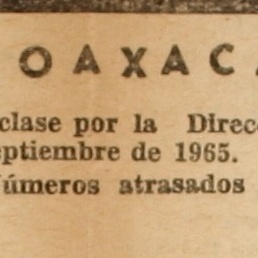 OAXACA
clase por la Direc
eptiembre de 1965.
úmeros atrasados